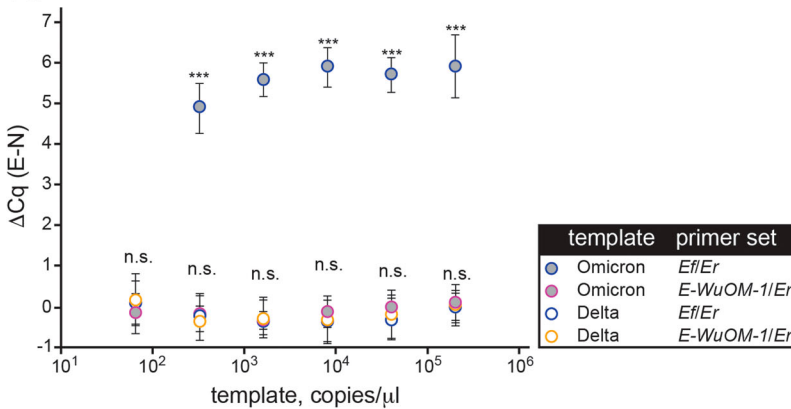 7
6
5
4
3
2
1
0
-1
ΔCq (E-N)
*** *** *** *** ***
n.s. n.s. n.s. n.s. n.s. n.s.
10¹ 10² 10³ 10⁴ 10⁵ 10⁶
template, copies/µl
template primer set
Omicron Ef/Er
Omicron E-WuOM-1/Er
Delta Ef/Er
Delta E-WuOM-1/Er